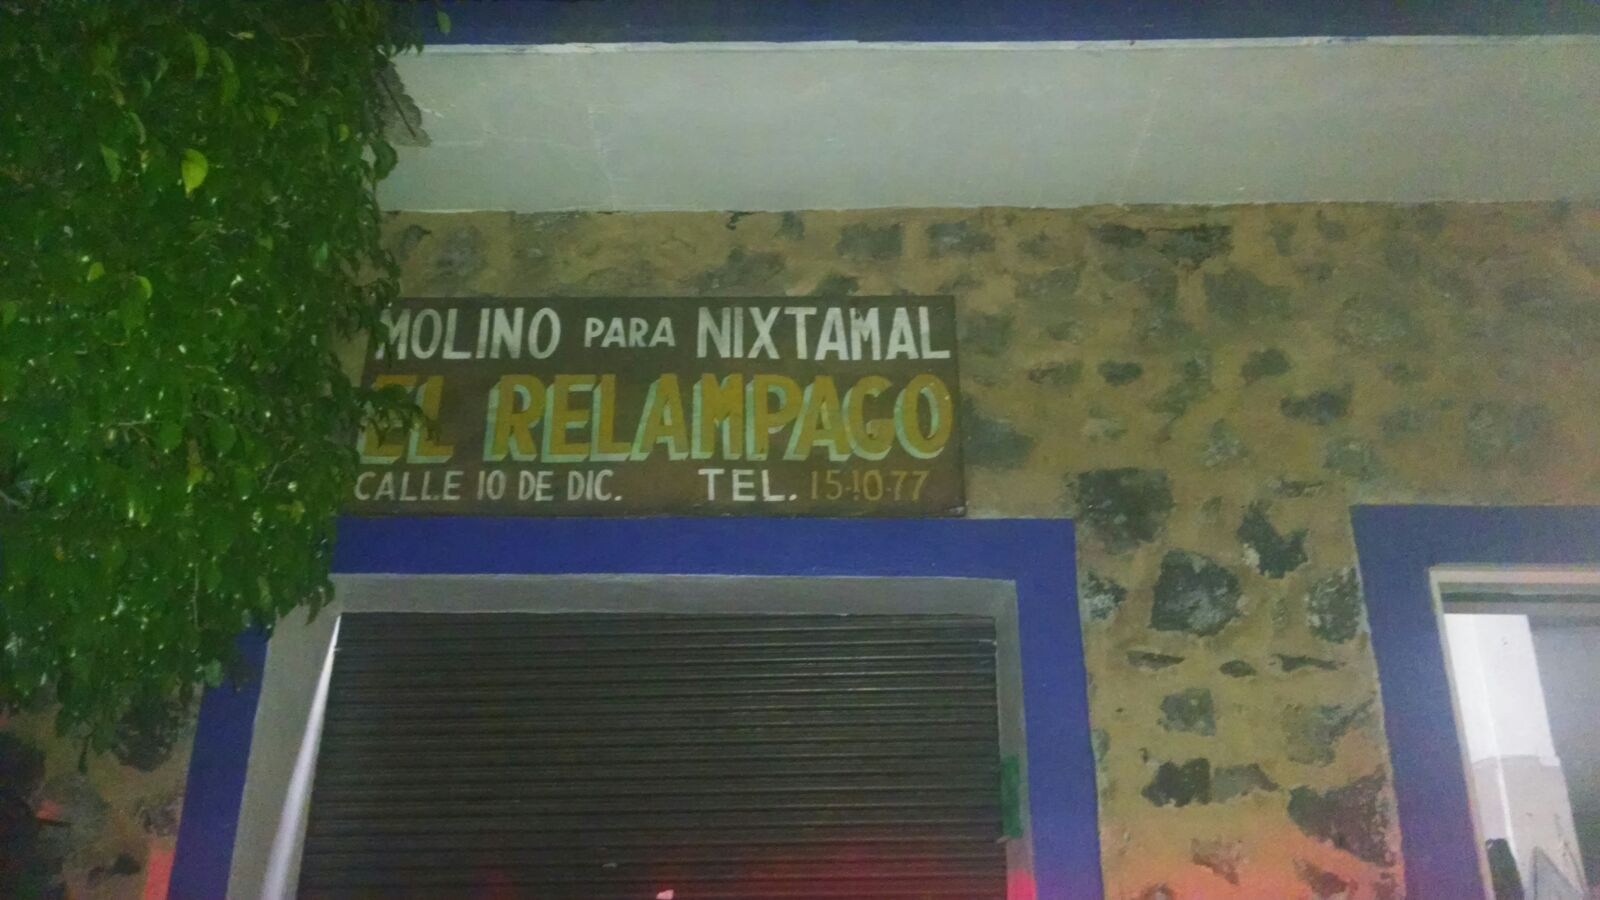 MOLINO PARA NIXTAMAL
EL RELAMPAGO
CALLE 10 DE DIC. TEL. 15-10-77